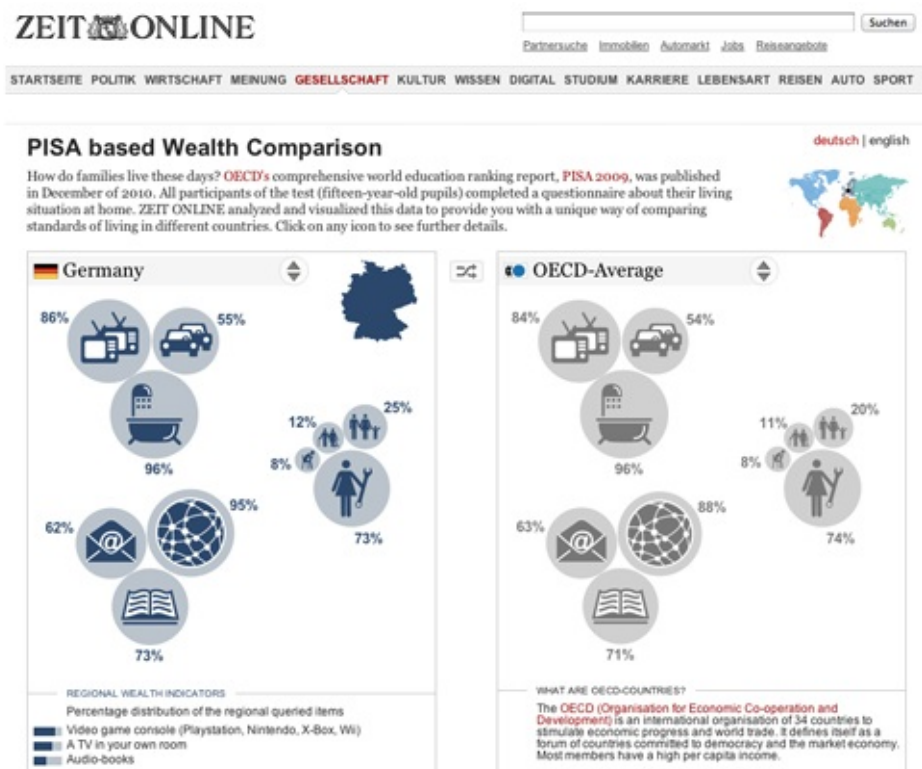 ZEIT ONLINE
Suchen
Partnersuche Immobilien Automarkt Jobs Reiseangebote
STARTSEITE POLITIK WIRTSCHAFT MEINUNG GESELLSCHAFT KULTUR WISSEN DIGITAL STUDIUM KARRIERE LEBENSART REISEN AUTO SPORT
PISA based Wealth Comparison
deutsch | english
How do families live these days? OECD's comprehensive world education ranking report, PISA 2009, was published
in December of 2010. All participants of the test (fifteen-year-old pupils) completed a questionnaire about their living
situation at home. ZEIT ONLINE analyzed and visualized this data to provide you with a unique way of comparing
standards of living in different countries. Click on any icon to see further details.
Germany
86%
55%
96%
12%
25%
8%
73%
62%
@
95%
73%
REGIONAL WEALTH INDICATORS
Percentage distribution of the regional queried items
Video game console (Playstation, Nintendo, X-Box, Wii)
A TV in your own room
Audio-books
OECD-Average
84%
54%
96%
11%
20%
8%
74%
63%
@
88%
71%
WHAT ARE OECD-COUNTRIES?
The OECD (Organisation for Economic Co-operation and
Development) is an international organisation of 34 countries to
stimulate economic progress and world trade. It defines itself as a
forum of countries committed to democracy and the market economy.
Most members have a high per capita income.